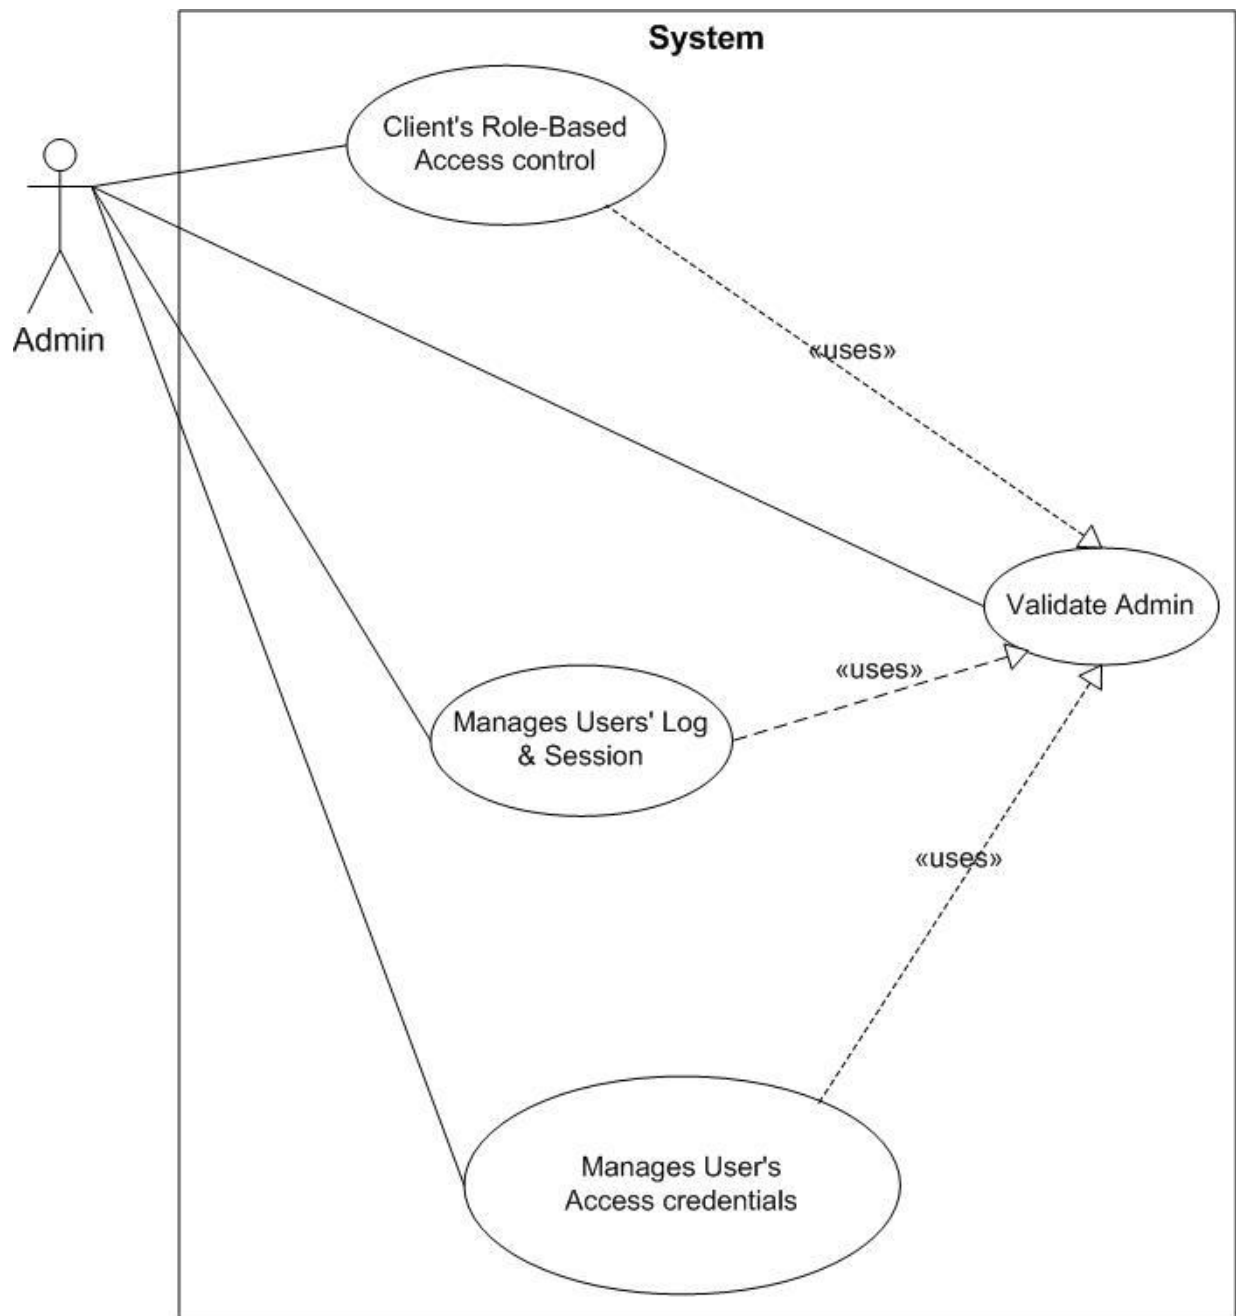 System
Client's Role-Based
Access control
Admin
«uses»
Validate Admin
«uses»
Manages Users' Log
& Session
«uses»
Manages User's
Access credentials